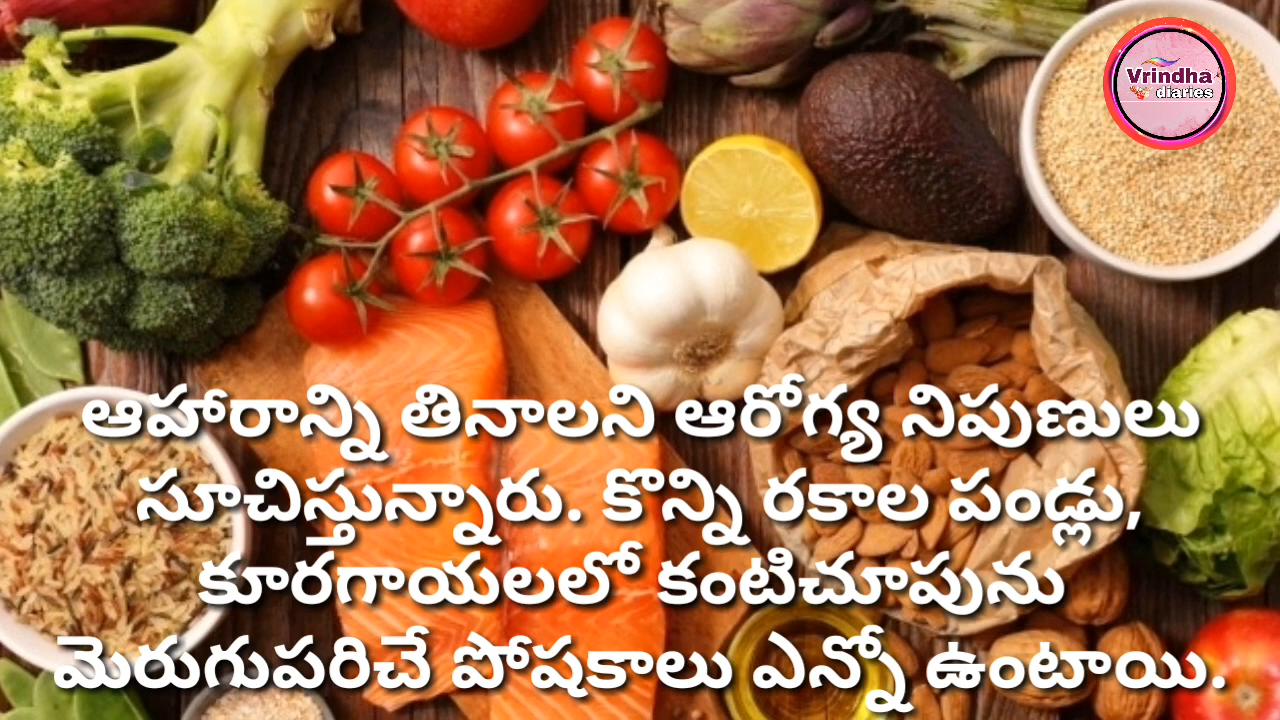 Vrindha
diaries
ఆహారాన్ని తినాలని ఆరోగ్య నిపుణులు
సూచిస్తున్నారు. కొన్ని రకాల పండ్లు,
కూరగాయలలో కంటిచూపును
మెరుగుపరిచే పోషకాలు ఎన్నో ఉంటాయి.